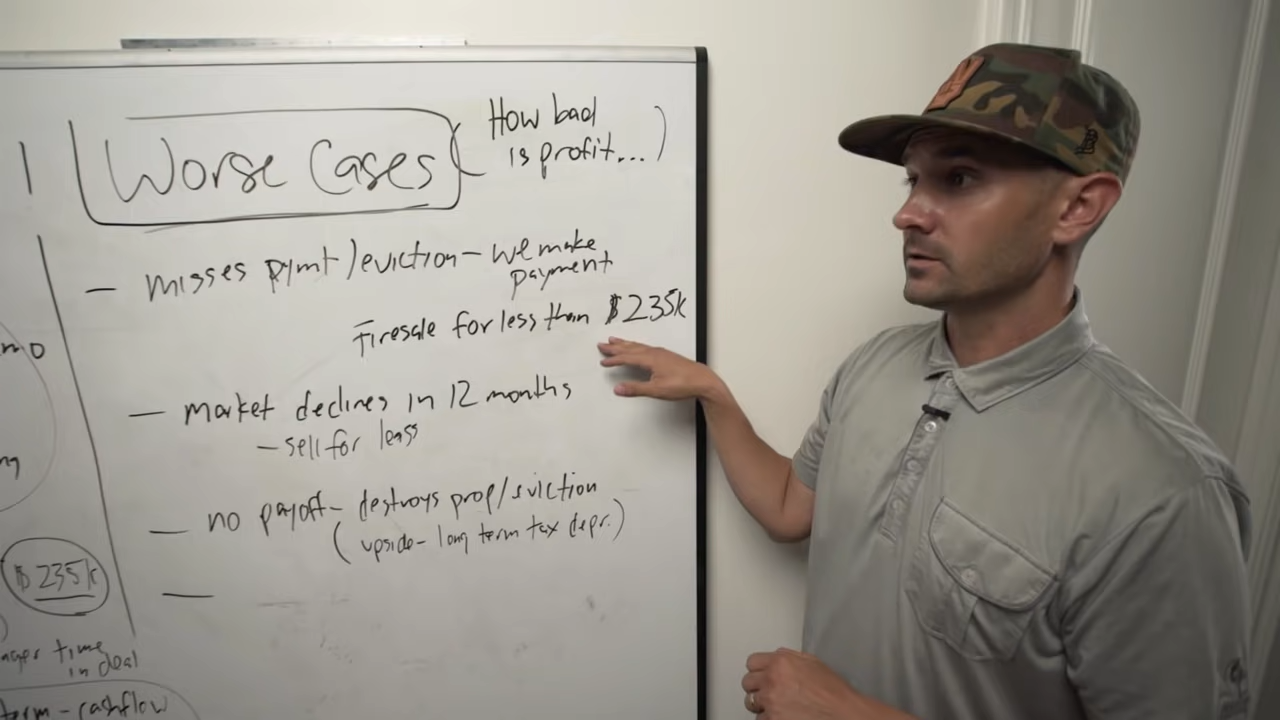 Worse Cases
(How bad
is profit...)
— misses pymt/eviction – we make
payment
Firesale for less than $235k
— market declines in 12 months
– sell for leass
— no payoff – destroys prop/eviction
(upside – long term tax depr.)
—
$235k
time
in deal
term – cashflow